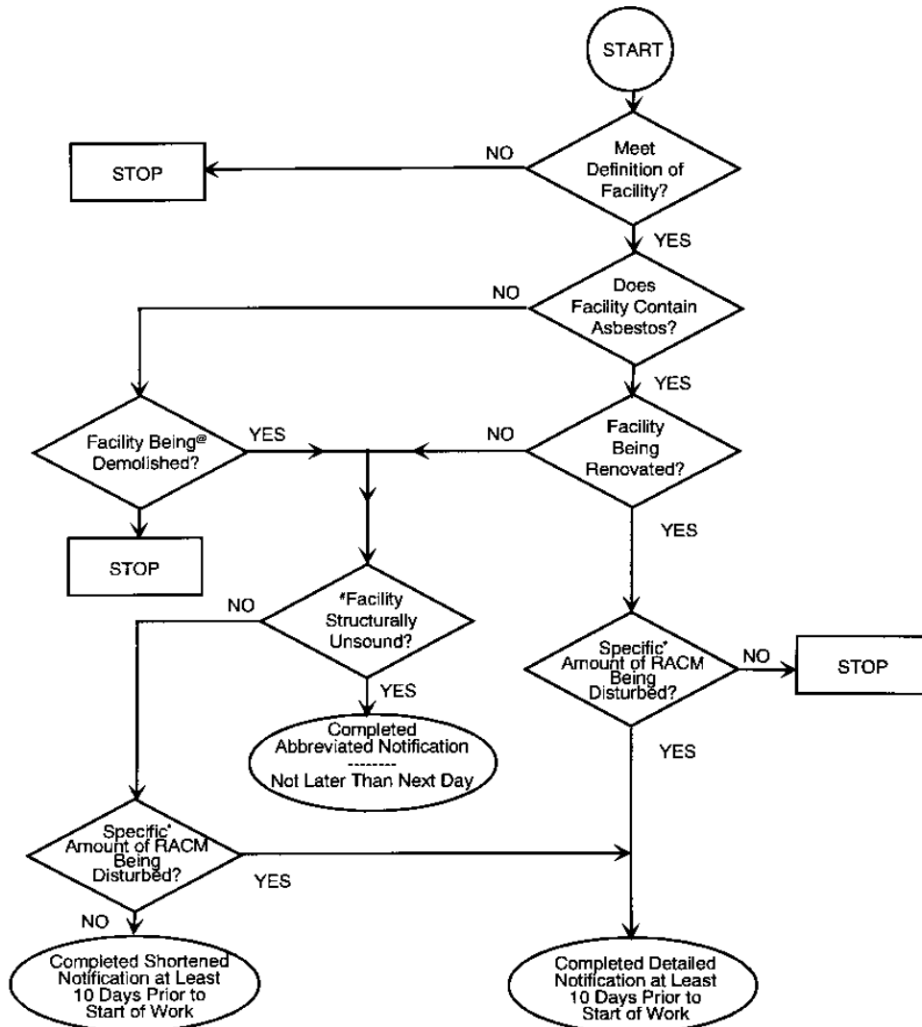 START
Meet
Definition of
Facility?
NO
STOP
YES
Does
Facility Contain
Asbestos?
NO
YES
Facility Being@
Demolished?
YES
NO
Facility
Being
Renovated?
STOP
YES
#Facility
Structurally
Unsound?
NO
YES
Specific*
Amount of RACM
Being
Disturbed?
NO
STOP
YES
Completed
Abbreviated Notification
--------
Not Later Than Next Day
Specific*
Amount of RACM
Being
Disturbed?
YES
NO
Completed Shortened
Notification at Least
10 Days Prior to
Start of Work
Completed Detailed
Notification at Least
10 Days Prior to
Start of Work